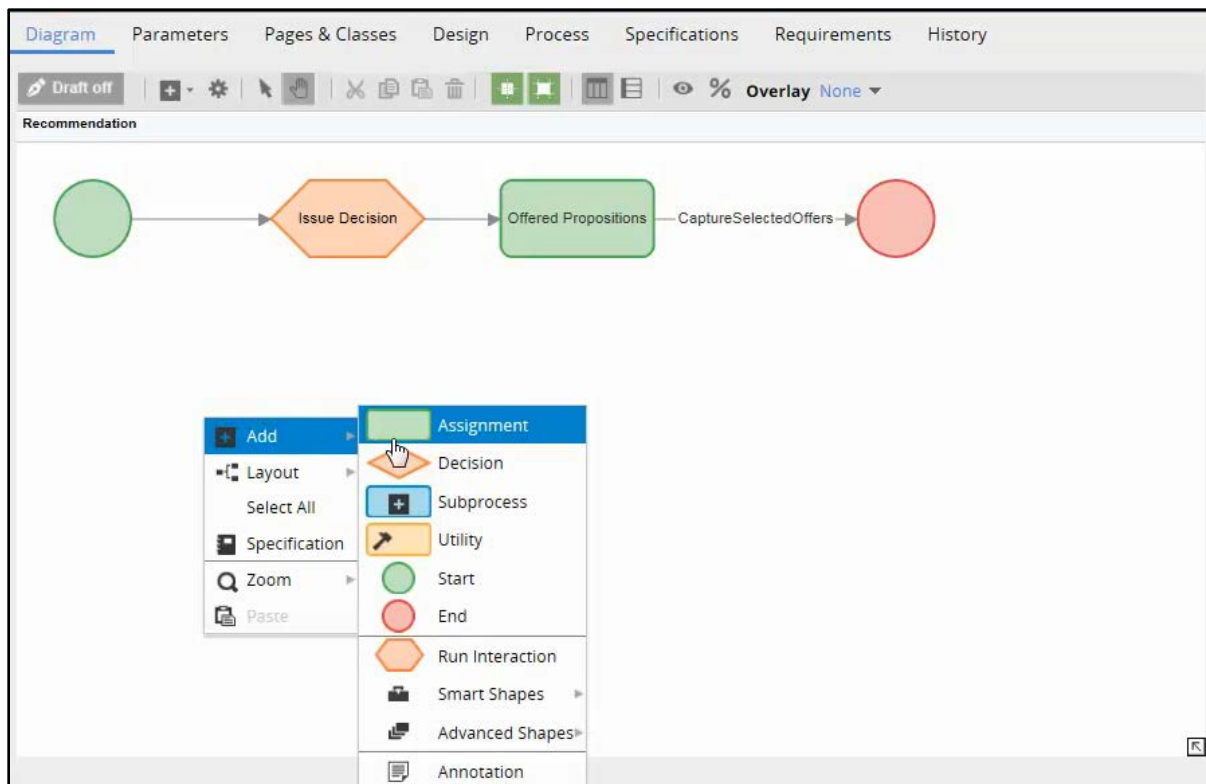 Diagram Parameters Pages & Classes Design Process Specifications Requirements History
Draft off % Overlay None
Recommendation
Issue Decision Offered Propositions CaptureSelectedOffers
Add
Layout
Select All
Specification
Zoom
Paste
Assignment
Decision
Subprocess
Utility
Start
End
Run Interaction
Smart Shapes
Advanced Shapes
Annotation